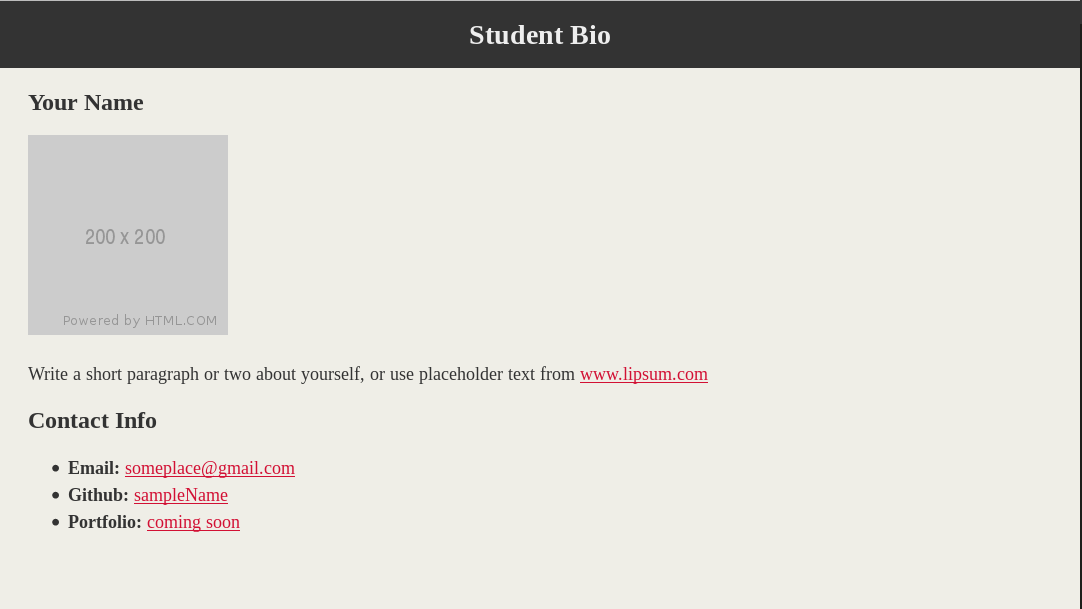 Student Bio
Your Name
200 x 200
Powered by HTML.COM
Write a short paragraph or two about yourself, or use placeholder text from www.lipsum.com
Contact Info
• Email: someplace@gmail.com
• Github: sampleName
• Portfolio: coming soon